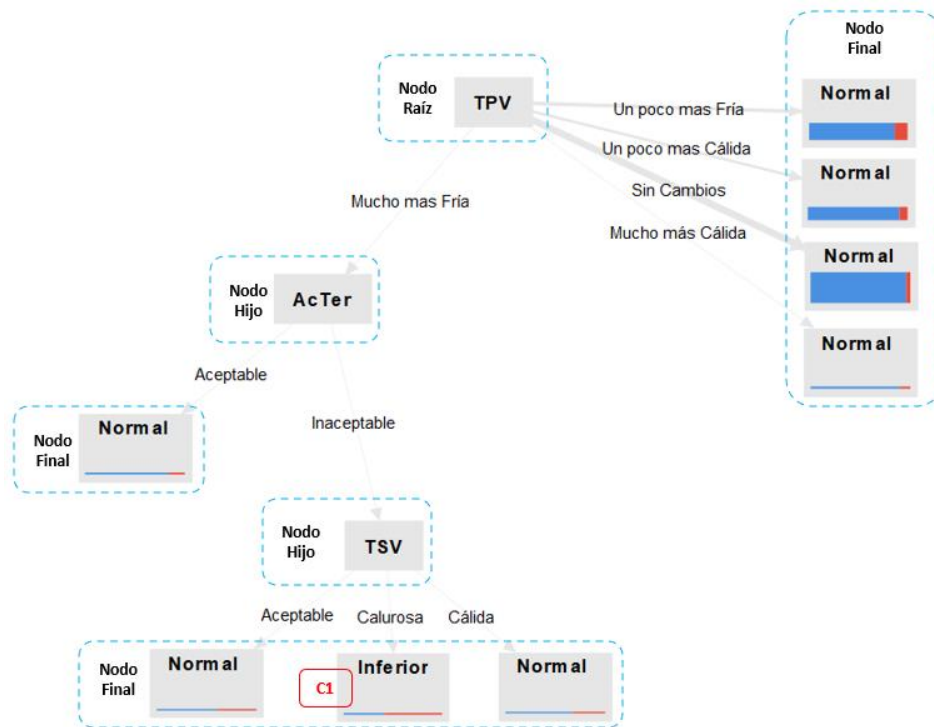 Nodo
Final
Nodo
Raíz
TPV
Normal
Un poco mas Fría
Un poco mas Cálida
Normal
Sin Cambios
Mucho mas Fría
Mucho más Cálida
Normal
Nodo
Hijo
AcTer
Normal
Aceptable
Inaceptable
Nodo
Final
Normal
Nodo
Hijo
TSV
Aceptable
Calurosa
Cálida
Nodo
Final
Normal
C1
Inferior
Normal